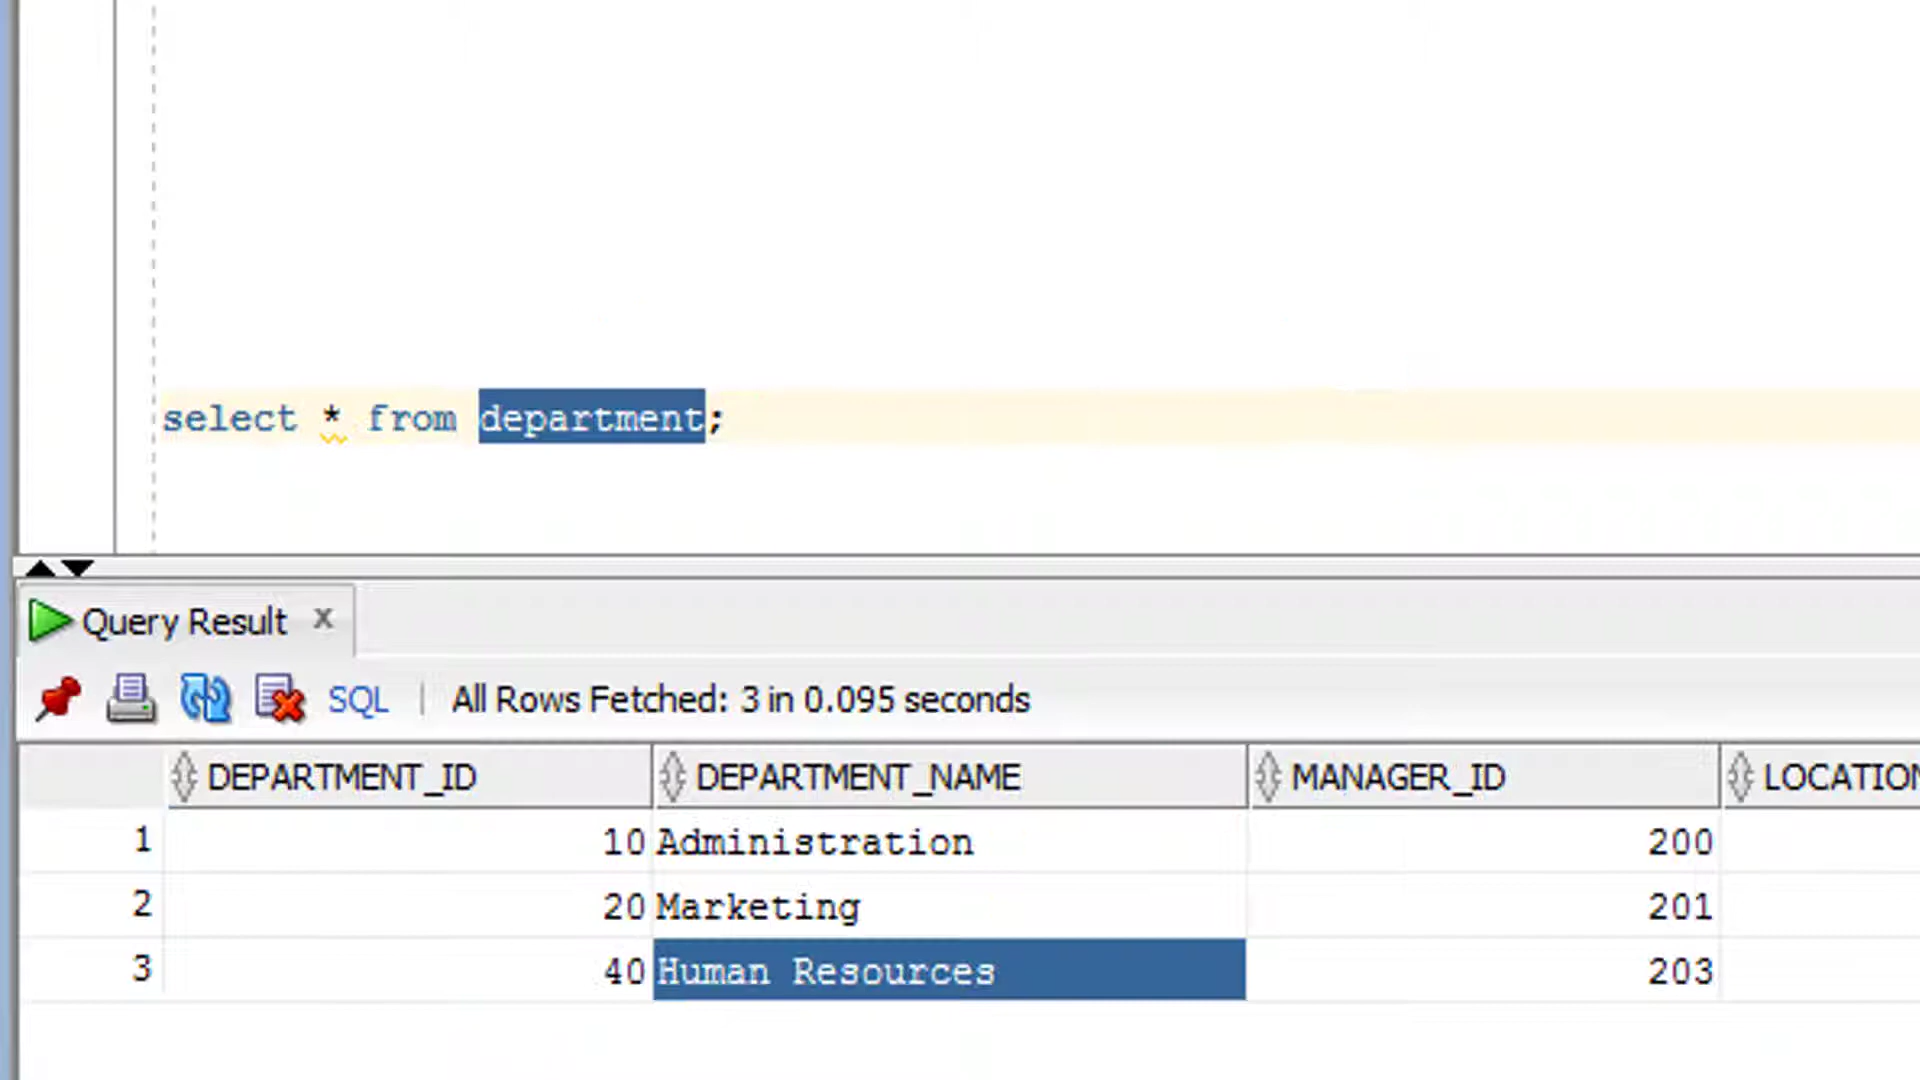 select * from department;
Query Result x
SQL | All Rows Fetched: 3 in 0.095 seconds
DEPARTMENT_ID DEPARTMENT_NAME MANAGER_ID LOCATION
1 10 Administration 200
2 20 Marketing 201
3 40 Human Resources 203